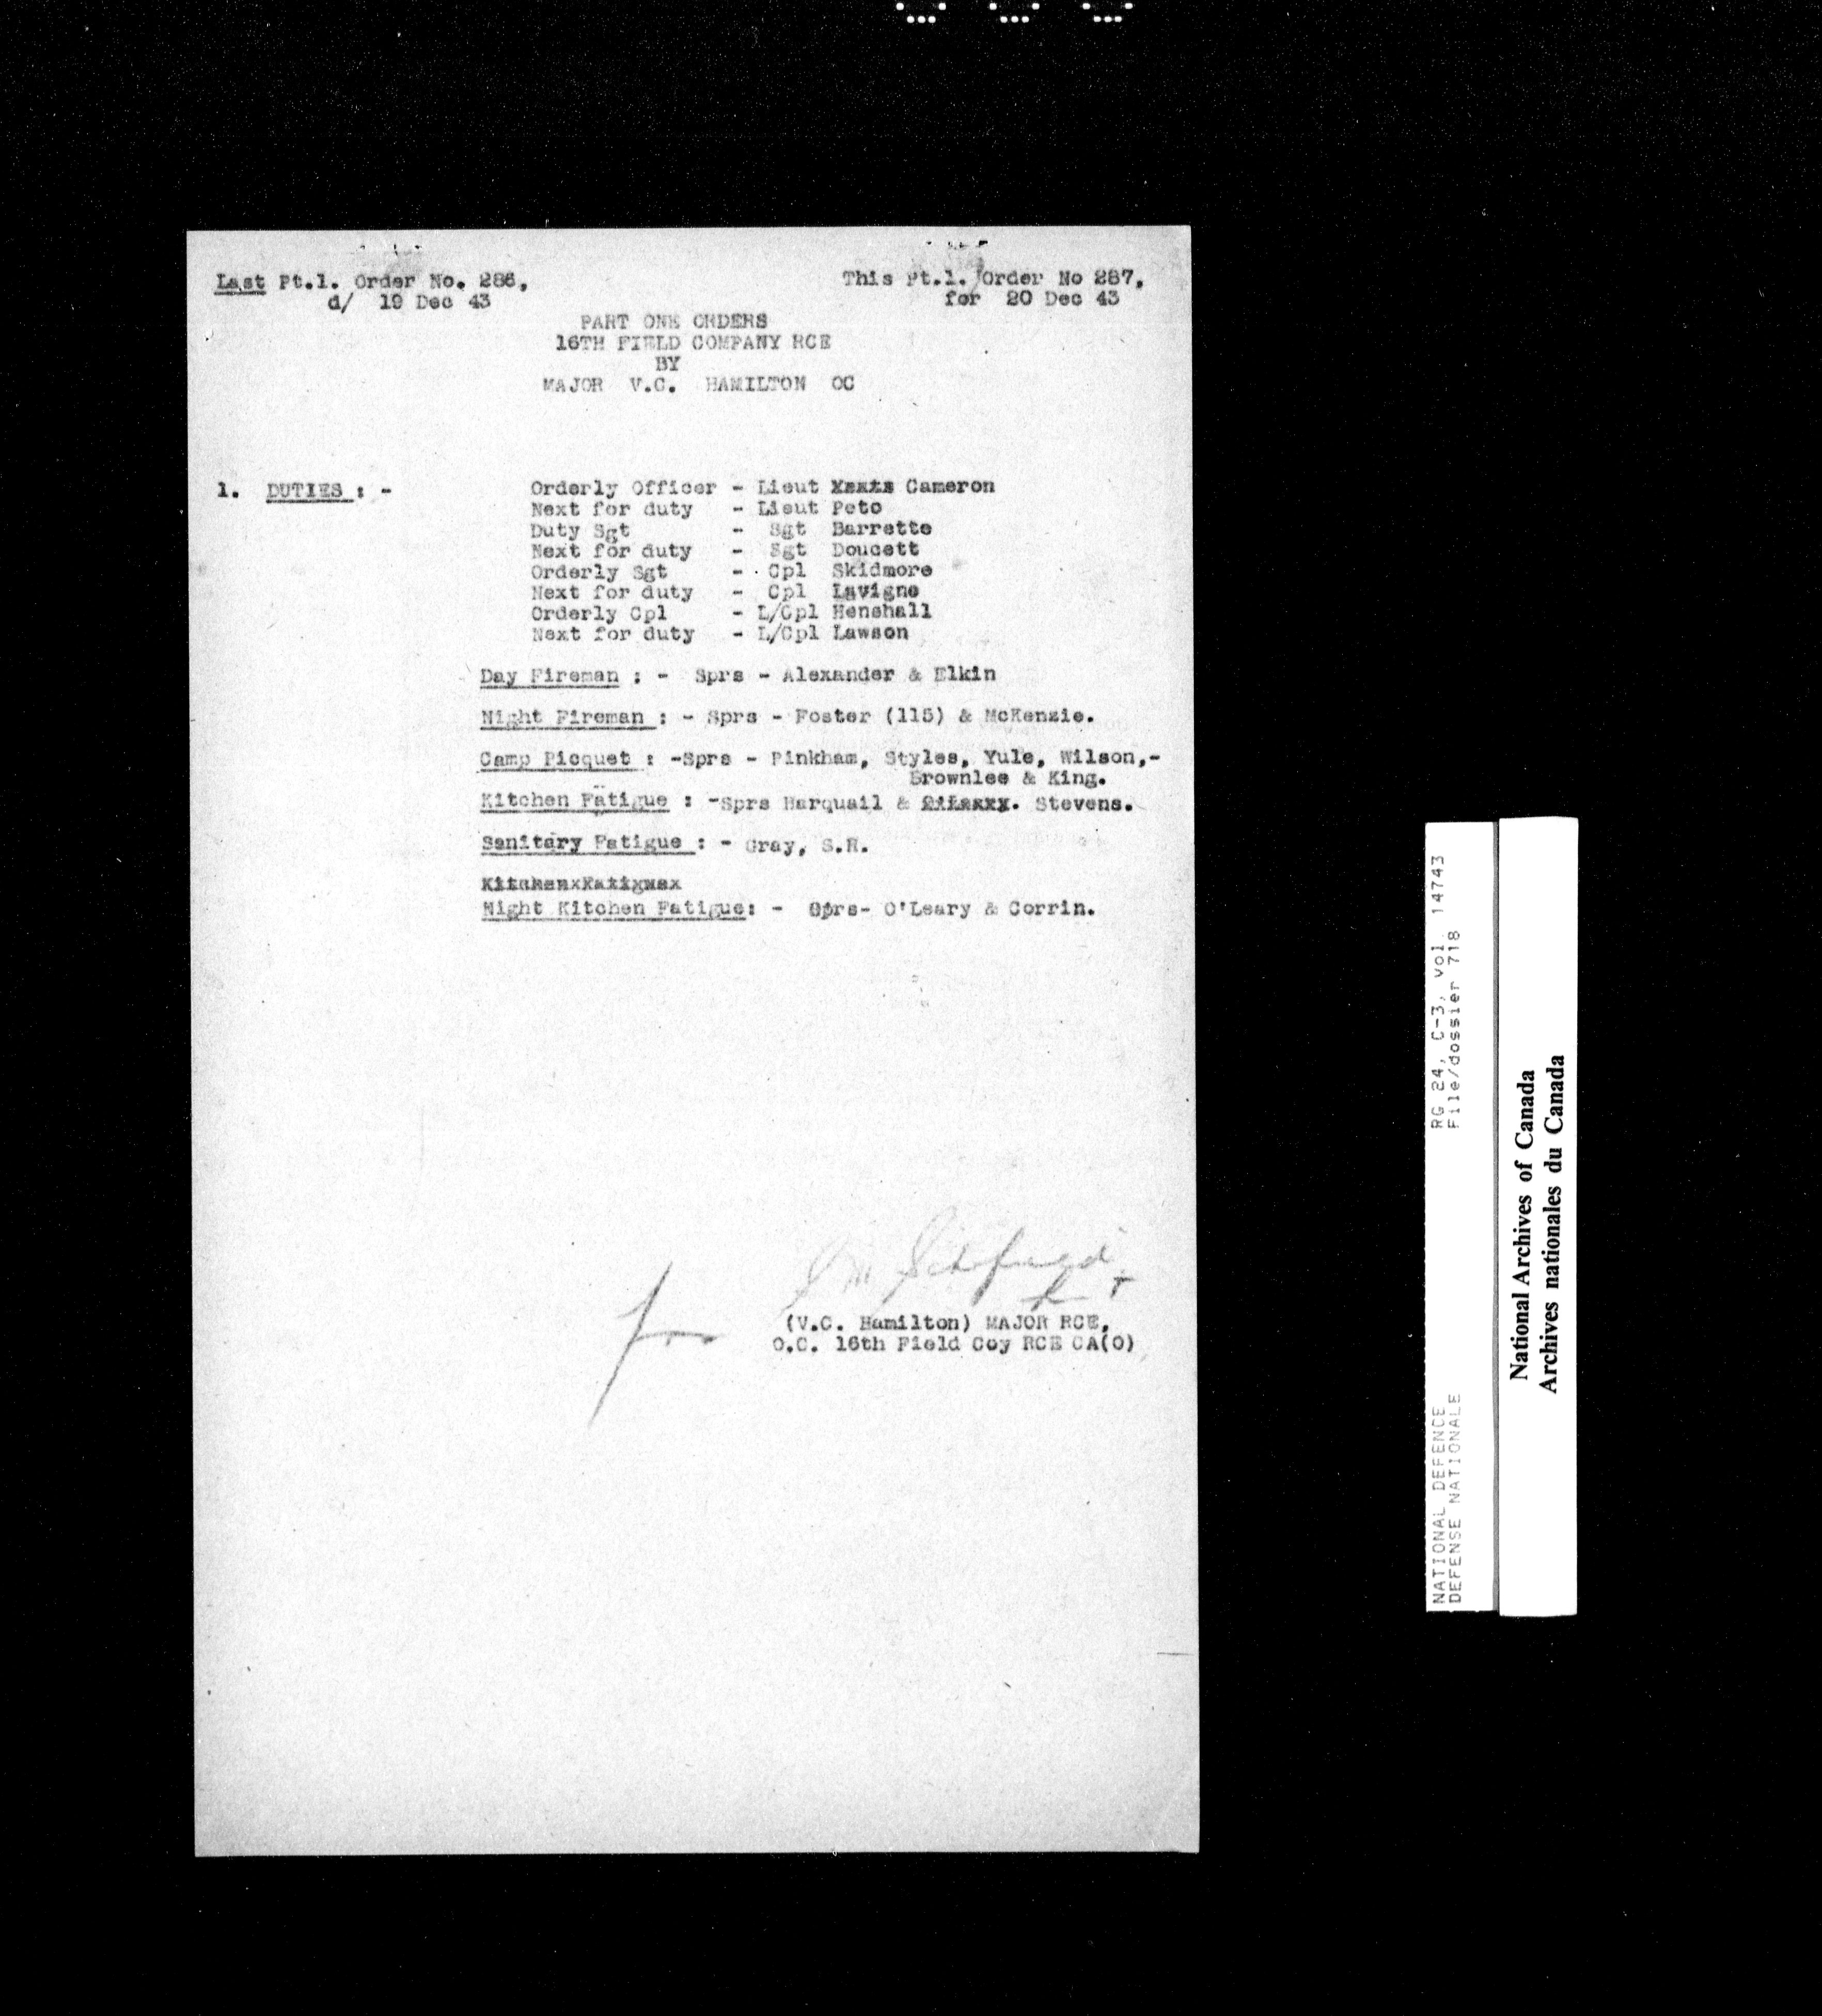 Last Pt.1. Order No. 286,
d/ 19 Dec 43
This Pt.1. Order No 287,
for 20 Dec 43
PART ONE ORDERS
16TH FIELD COMPANY RCE
BY
MAJOR V.C. HAMILTON OC
1. DUTIES : -
Orderly Officer - Lieut Cameron
Next for duty - Lieut Peto
Duty Sgt - Sgt Barrette
Next for duty - Sgt Doucett
Orderly Sgt - Cpl Skidmore
Next for duty - Cpl Lavigne
Orderly Cpl - L/Cpl Henshall
Next for duty - L/Cpl Lawson
Day Fireman : - Sprs - Alexander & Elkin
Night Fireman : - Sprs - Foster (115) & McKenzie.
Camp Picquet : -Sprs - Pinkham, Styles, Yule, Wilson,-
Brownlee & King.
Kitchen Fatigue : -Sprs Harquail & Stevens.
Sanitary Fatigue : - Gray, S.R.
KitchenxFatiguex
Night Kitchen Fatigue: - Sprs- O'Leary & Corrin.
(V.C. Hamilton) MAJOR RCE,
O.C. 16th Field Coy RCE CA(O)
RG 24, C-3, vol. 14743
File/dossier 718
NATIONAL DEFENCE
DEFENSE NATIONALE
National Archives of Canada
Archives nationales du Canada